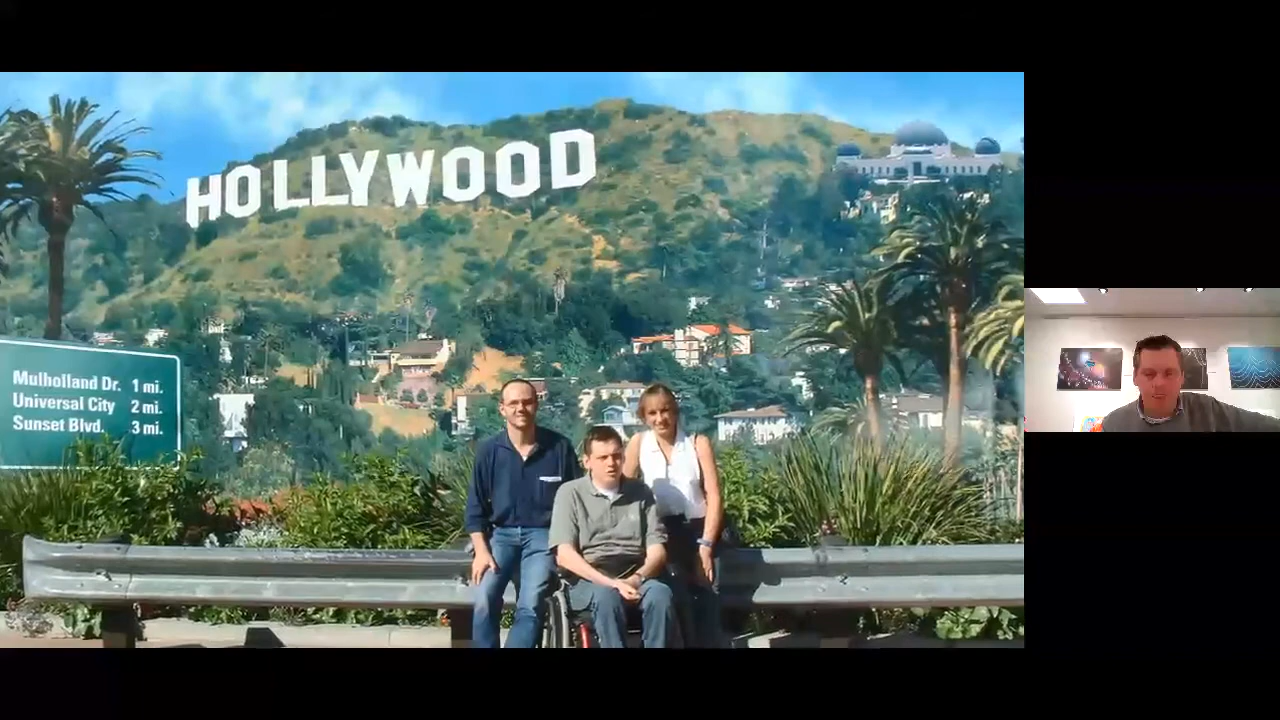 HOLLYWOOD
Mulholland Dr. 1 mi.
Universal City 2 mi.
Sunset Blvd. 3 mi.